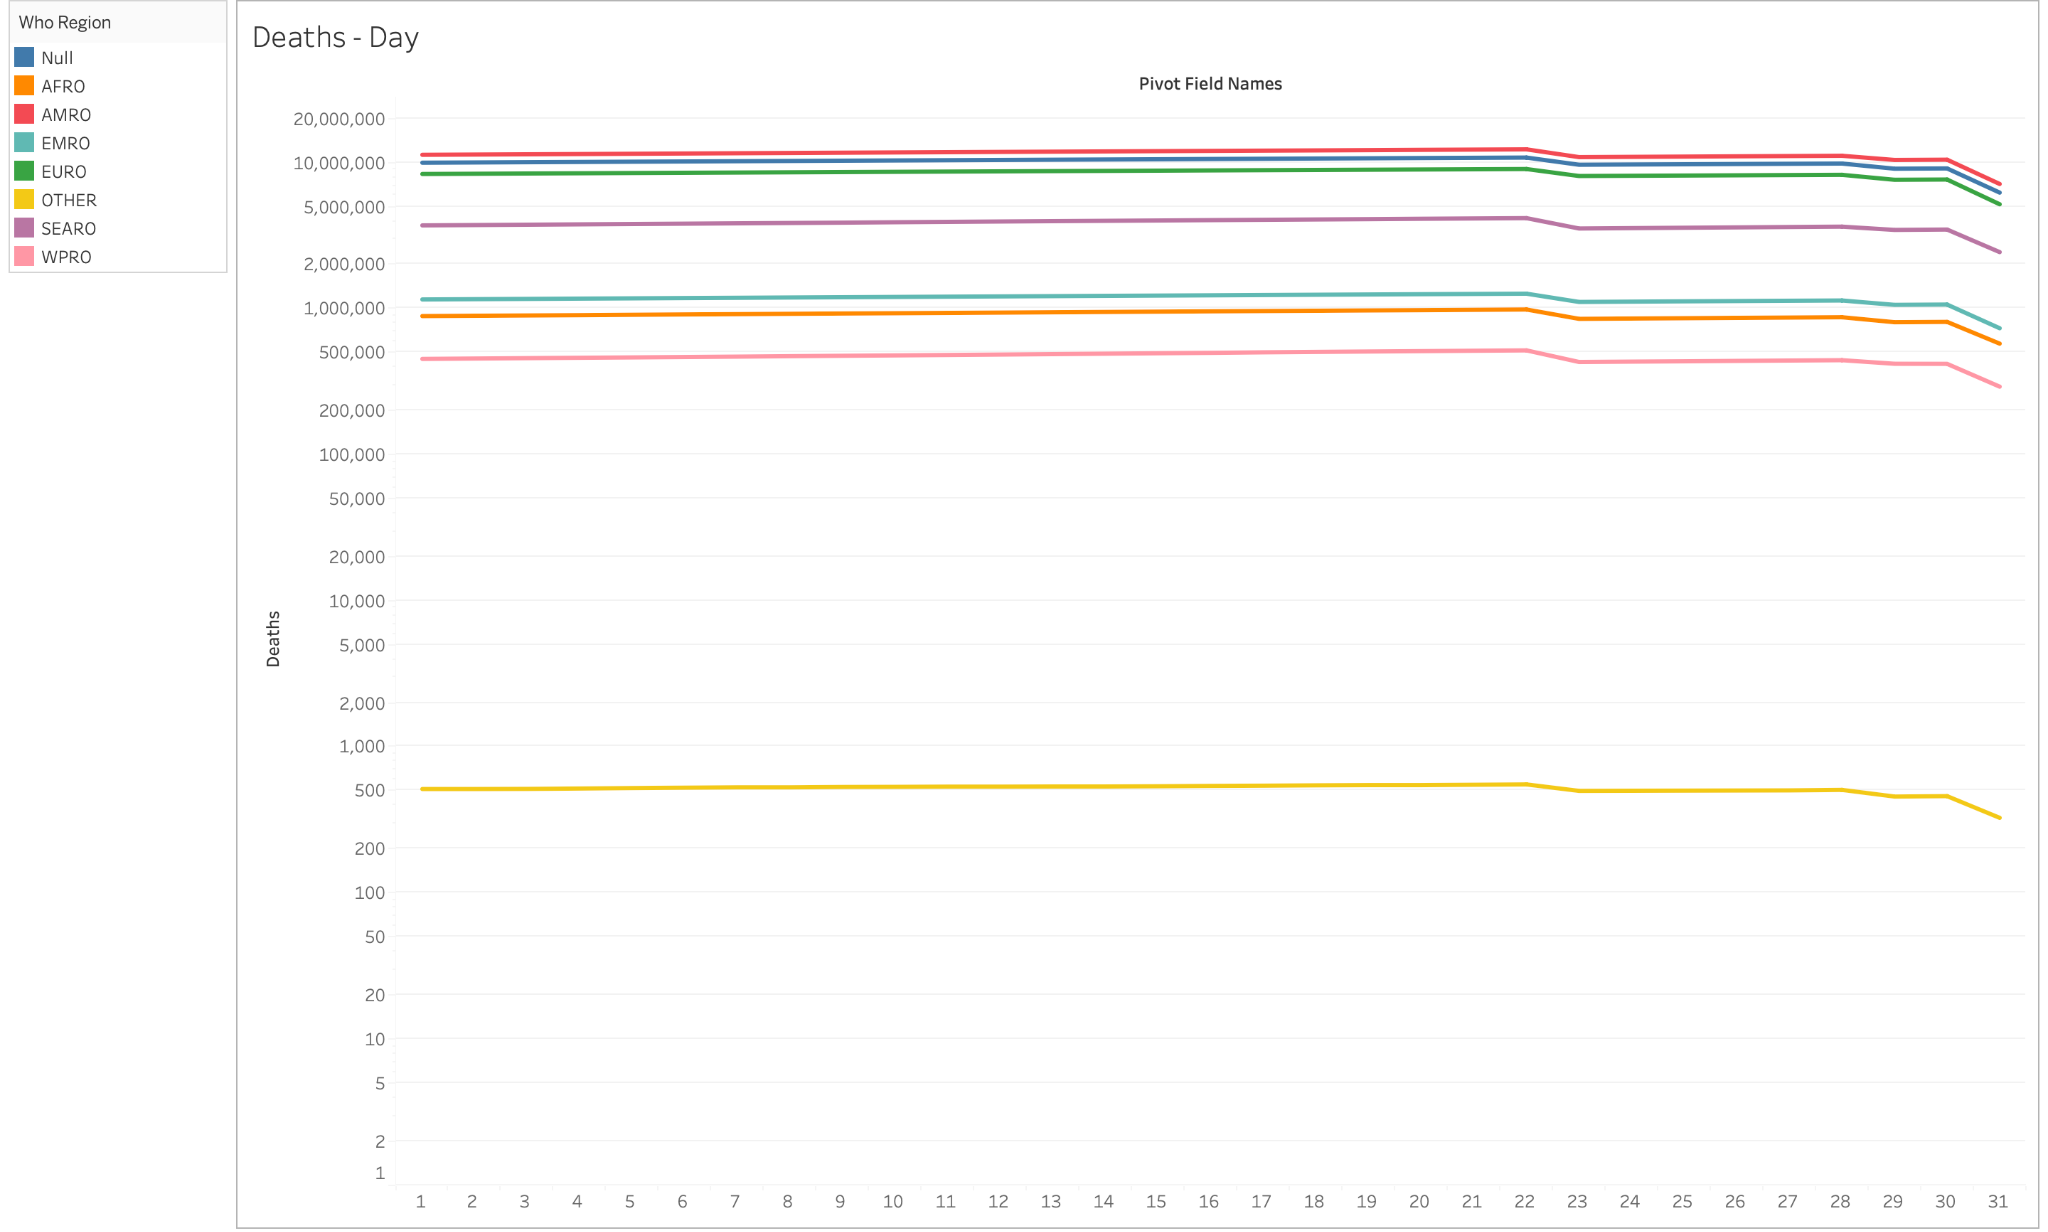 Who Region
Null
AFRO
AMRO
EMRO
EURO
OTHER
SEARO
WPRO
Deaths - Day
Pivot Field Names
20,000,000
10,000,000
5,000,000
2,000,000
1,000,000
500,000
200,000
100,000
50,000
20,000
10,000
5,000
2,000
1,000
500
200
100
50
20
10
5
2
1
Deaths
1 2 3 4 5 6 7 8 9 10 11 12 13 14 15 16 17 18 19 20 21 22 23 24 25 26 27 28 29 30 31